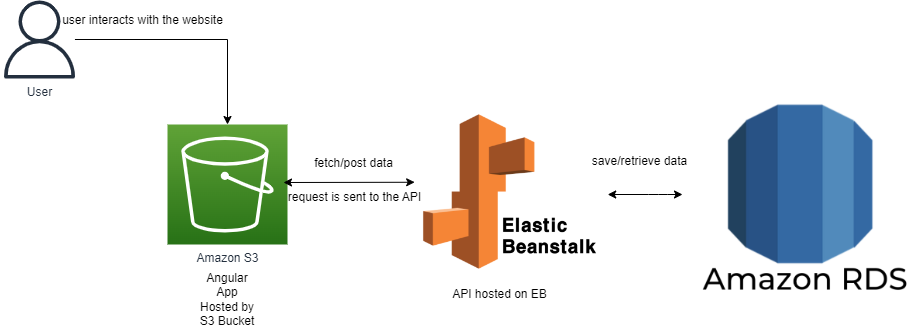 user interacts with the website
User
fetch/post data
request is sent to the API
save/retrieve data
Elastic
Beanstalk
Amazon S3
Angular
App
Hosted by
S3 Bucket
API hosted on EB
Amazon RDS